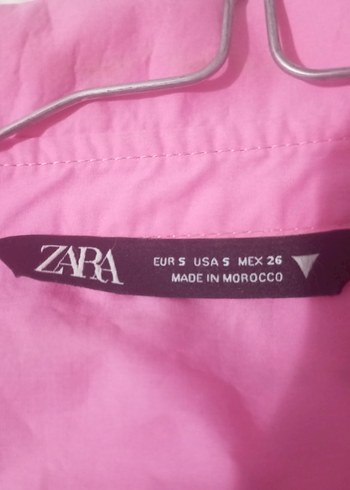 ZARA
EUR S USA S MEX 26
MADE IN MOROCCO